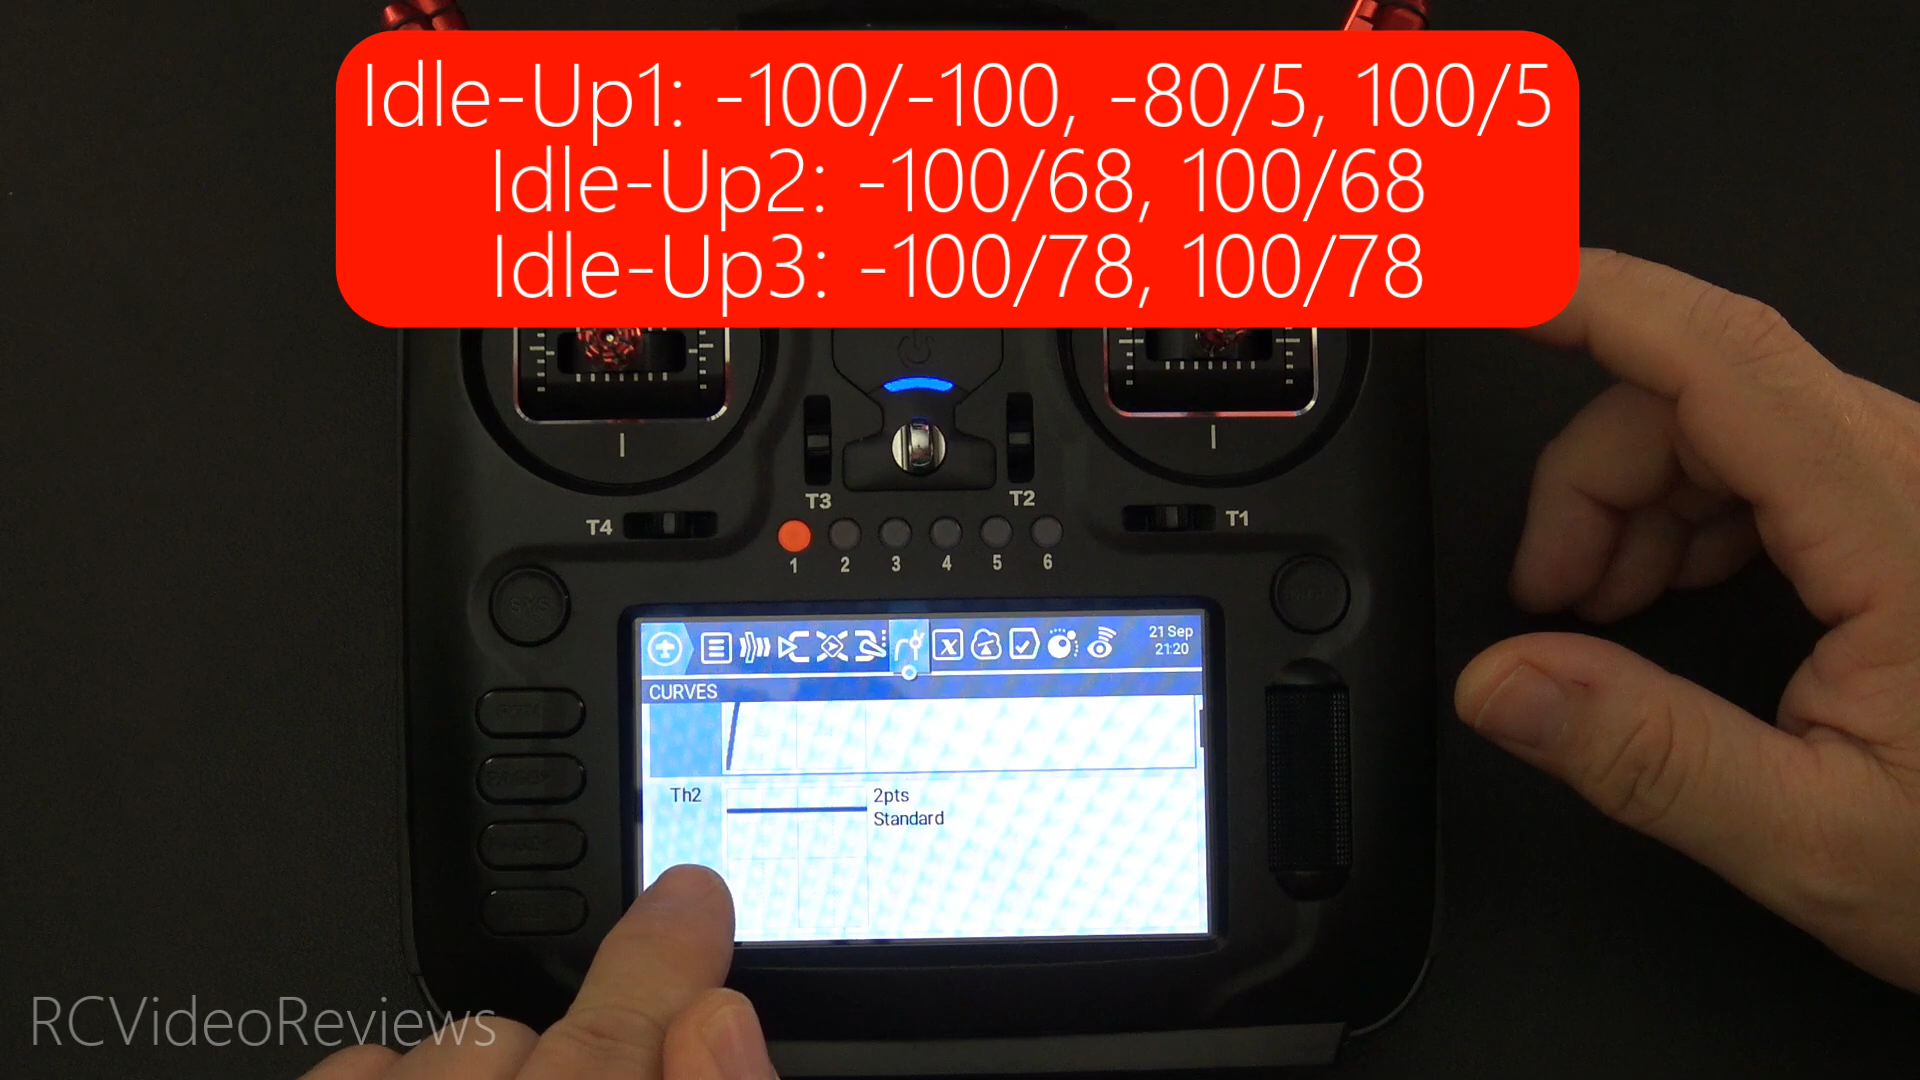 Idle-Up1: -100/-100, -80/5, 100/5
Idle-Up2: -100/68, 100/68
Idle-Up3: -100/78, 100/78
T3
T2
T4
T1
1 2 3 4 5 6
SYS
21 Sep
21:20
CURVES
Th2
2pts
Standard
RCVideoReviews